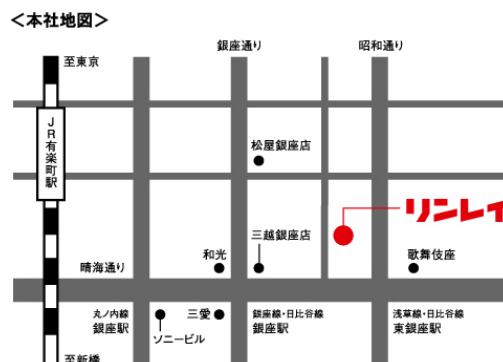 ＜本社地図＞
銀座通り
昭和通り
至東京
JR有楽町駅
松屋銀座店
リンレイ
三越銀座店
和光
歌舞伎座
晴海通り
丸ノ内線
銀座駅
三愛
ソニービル
銀座線・日比谷線
銀座駅
浅草線・日比谷線
東銀座駅
至新橋